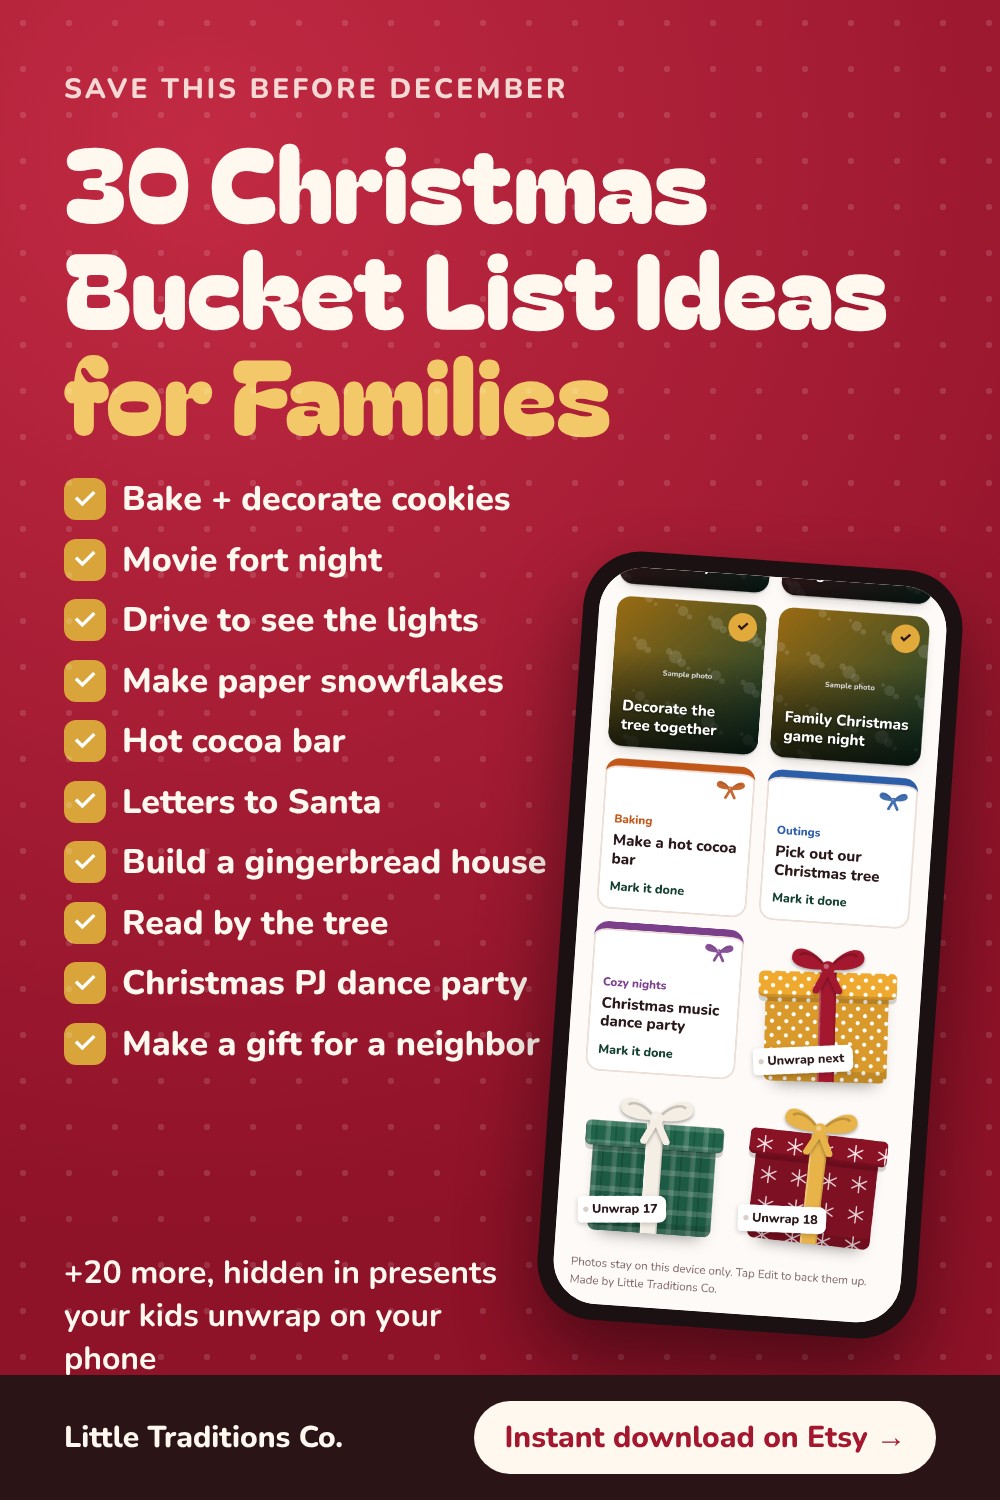 SAVE THIS BEFORE DECEMBER
30 Christmas
Bucket List Ideas
for Families
Bake + decorate cookies
Movie fort night
Drive to see the lights
Make paper snowflakes
Hot cocoa bar
Letters to Santa
Build a gingerbread house
Read by the tree
Christmas PJ dance party
Make a gift for a neighbor
+20 more, hidden in presents
your kids unwrap on your
phone
Sample photo
Decorate the
tree together
Sample photo
Family Christmas
game night
Baking
Make a hot cocoa
bar
Mark it done
Outings
Pick out our
Christmas tree
Mark it done
Cozy nights
Christmas music
dance party
Mark it done
Unwrap next
Unwrap 17
Unwrap 18
Photos stay on this device only. Tap Edit to back them up.
Made by Little Traditions Co.
Little Traditions Co.
Instant download on Etsy →